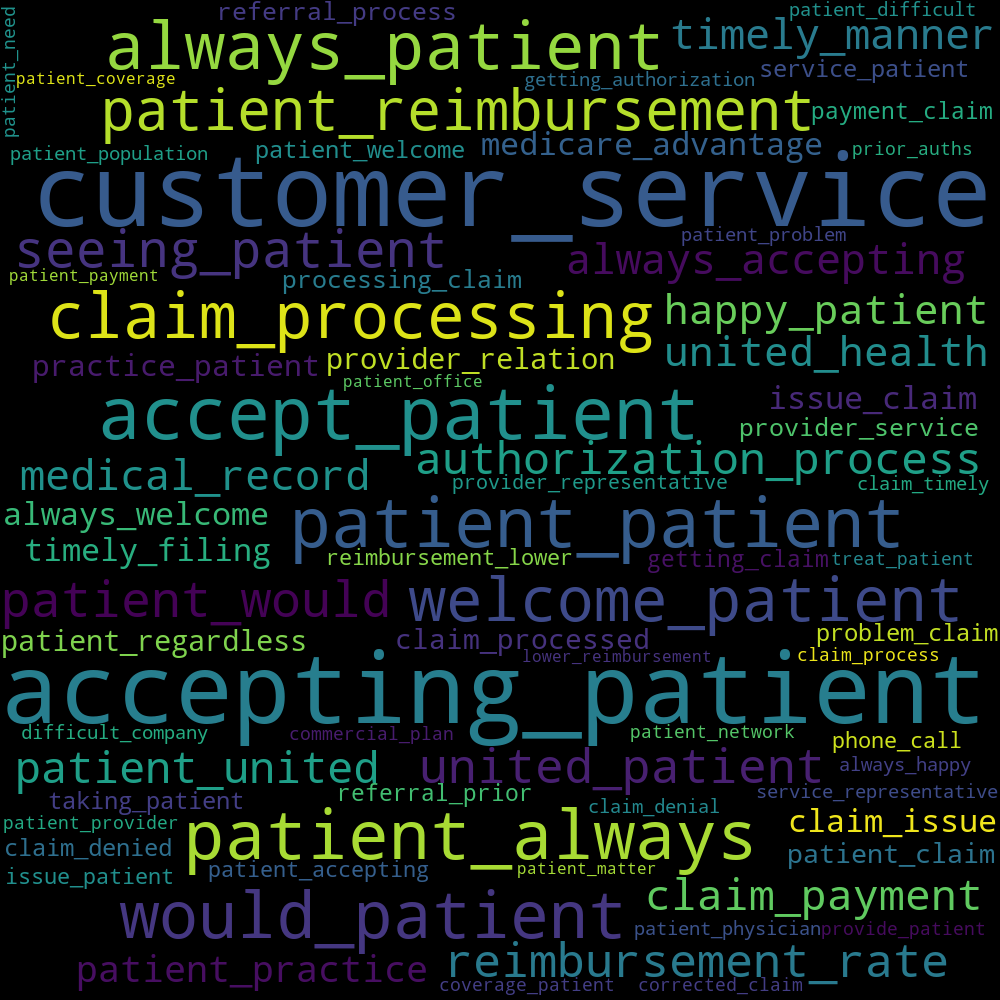 referral_process
patient_difficult
patient_need
always_patient
timely_manner
patient_coverage
getting_authorization
service_patient
patient_reimbursement
payment_claim
patient_population
patient_welcome
medicare_advantage
prior_auths
customer_service
seeing_patient
patient_problem
always_accepting
patient_payment
processing_claim
claim_processing
happy_patient
practice_patient
provider_relation
united_health
patient_office
accept_patient
issue_claim
provider_service
medical_record
authorization_process
provider_representative
claim_timely
always_welcome
patient_patient
timely_filing
reimbursement_lower
getting_claim
treat_patient
patient_would
welcome_patient
patient_regardless
claim_processed
problem_claim
lower_reimbursement
claim_process
accepting_patient
difficult_company
commercial_plan
patient_network
phone_call
patient_united
united_patient
always_happy
taking_patient
referral_prior
service_representative
claim_denial
patient_provider
patient_always
claim_issue
claim_denied
patient_claim
issue_patient
patient_accepting
patient_matter
would_patient
claim_payment
patient_physician
provide_patient
patient_practice
reimbursement_rate
coverage_patient
corrected_claim